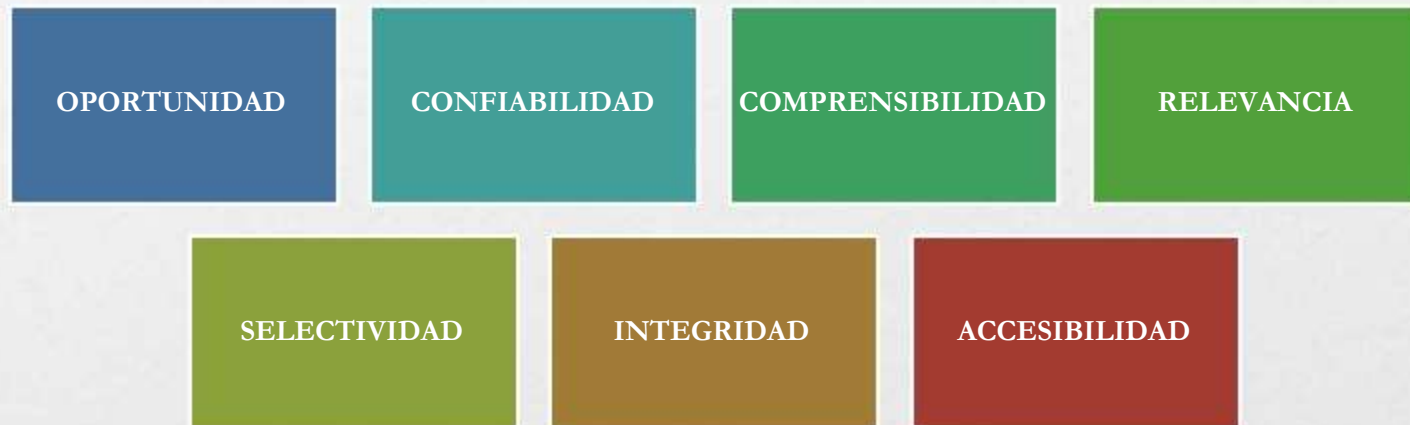 OPORTUNIDAD
CONFIABILIDAD
COMPRENSIBILIDAD
RELEVANCIA
SELECTIVIDAD
INTEGRIDAD
ACCESIBILIDAD